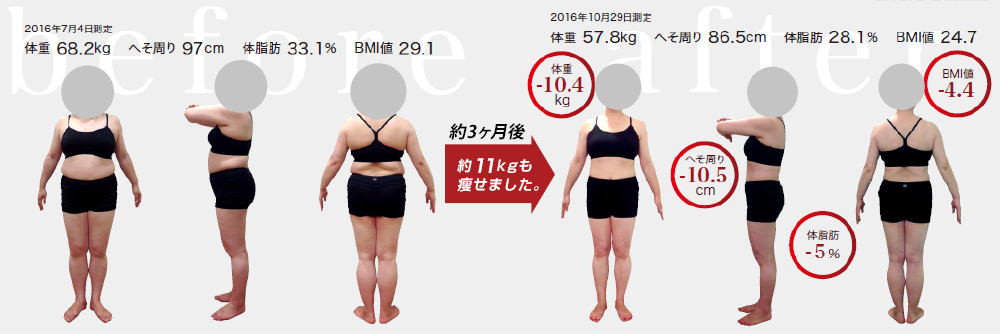 before
2016年7月4日測定
体重 68.2kg へそ周り 97cm 体脂肪 33.1% BMI値 29.1
約3ヶ月後
約11kgも
痩せました。
after
2016年10月29日測定
体重 57.8kg へそ周り 86.5cm 体脂肪 28.1% BMI値 24.7
体重
-10.4
kg
へそ周り
-10.5
cm
体脂肪
-5%
BMI値
-4.4